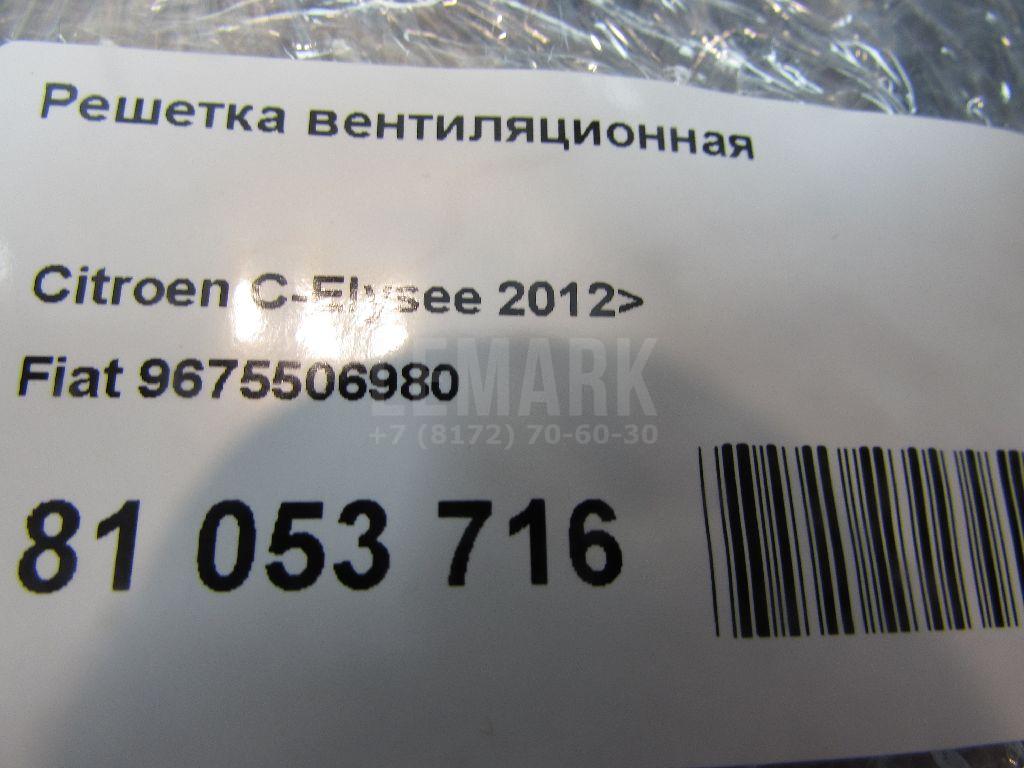 Решетка вентиляционная
Citroen C-Elysee 2012>
Fiat 9675506980
LEMARK
+7 (8172) 70-60-30
81 053 716